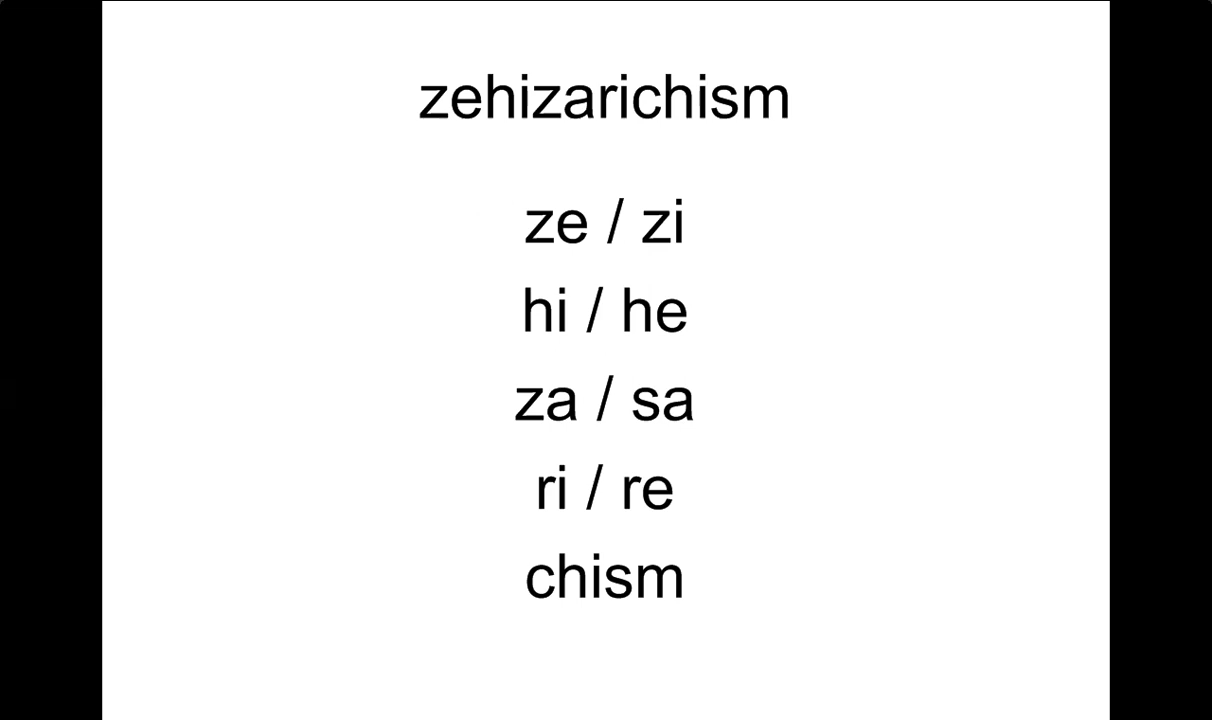 zehizarichism
ze / zi
hi / he
za / sa
ri / re
chism